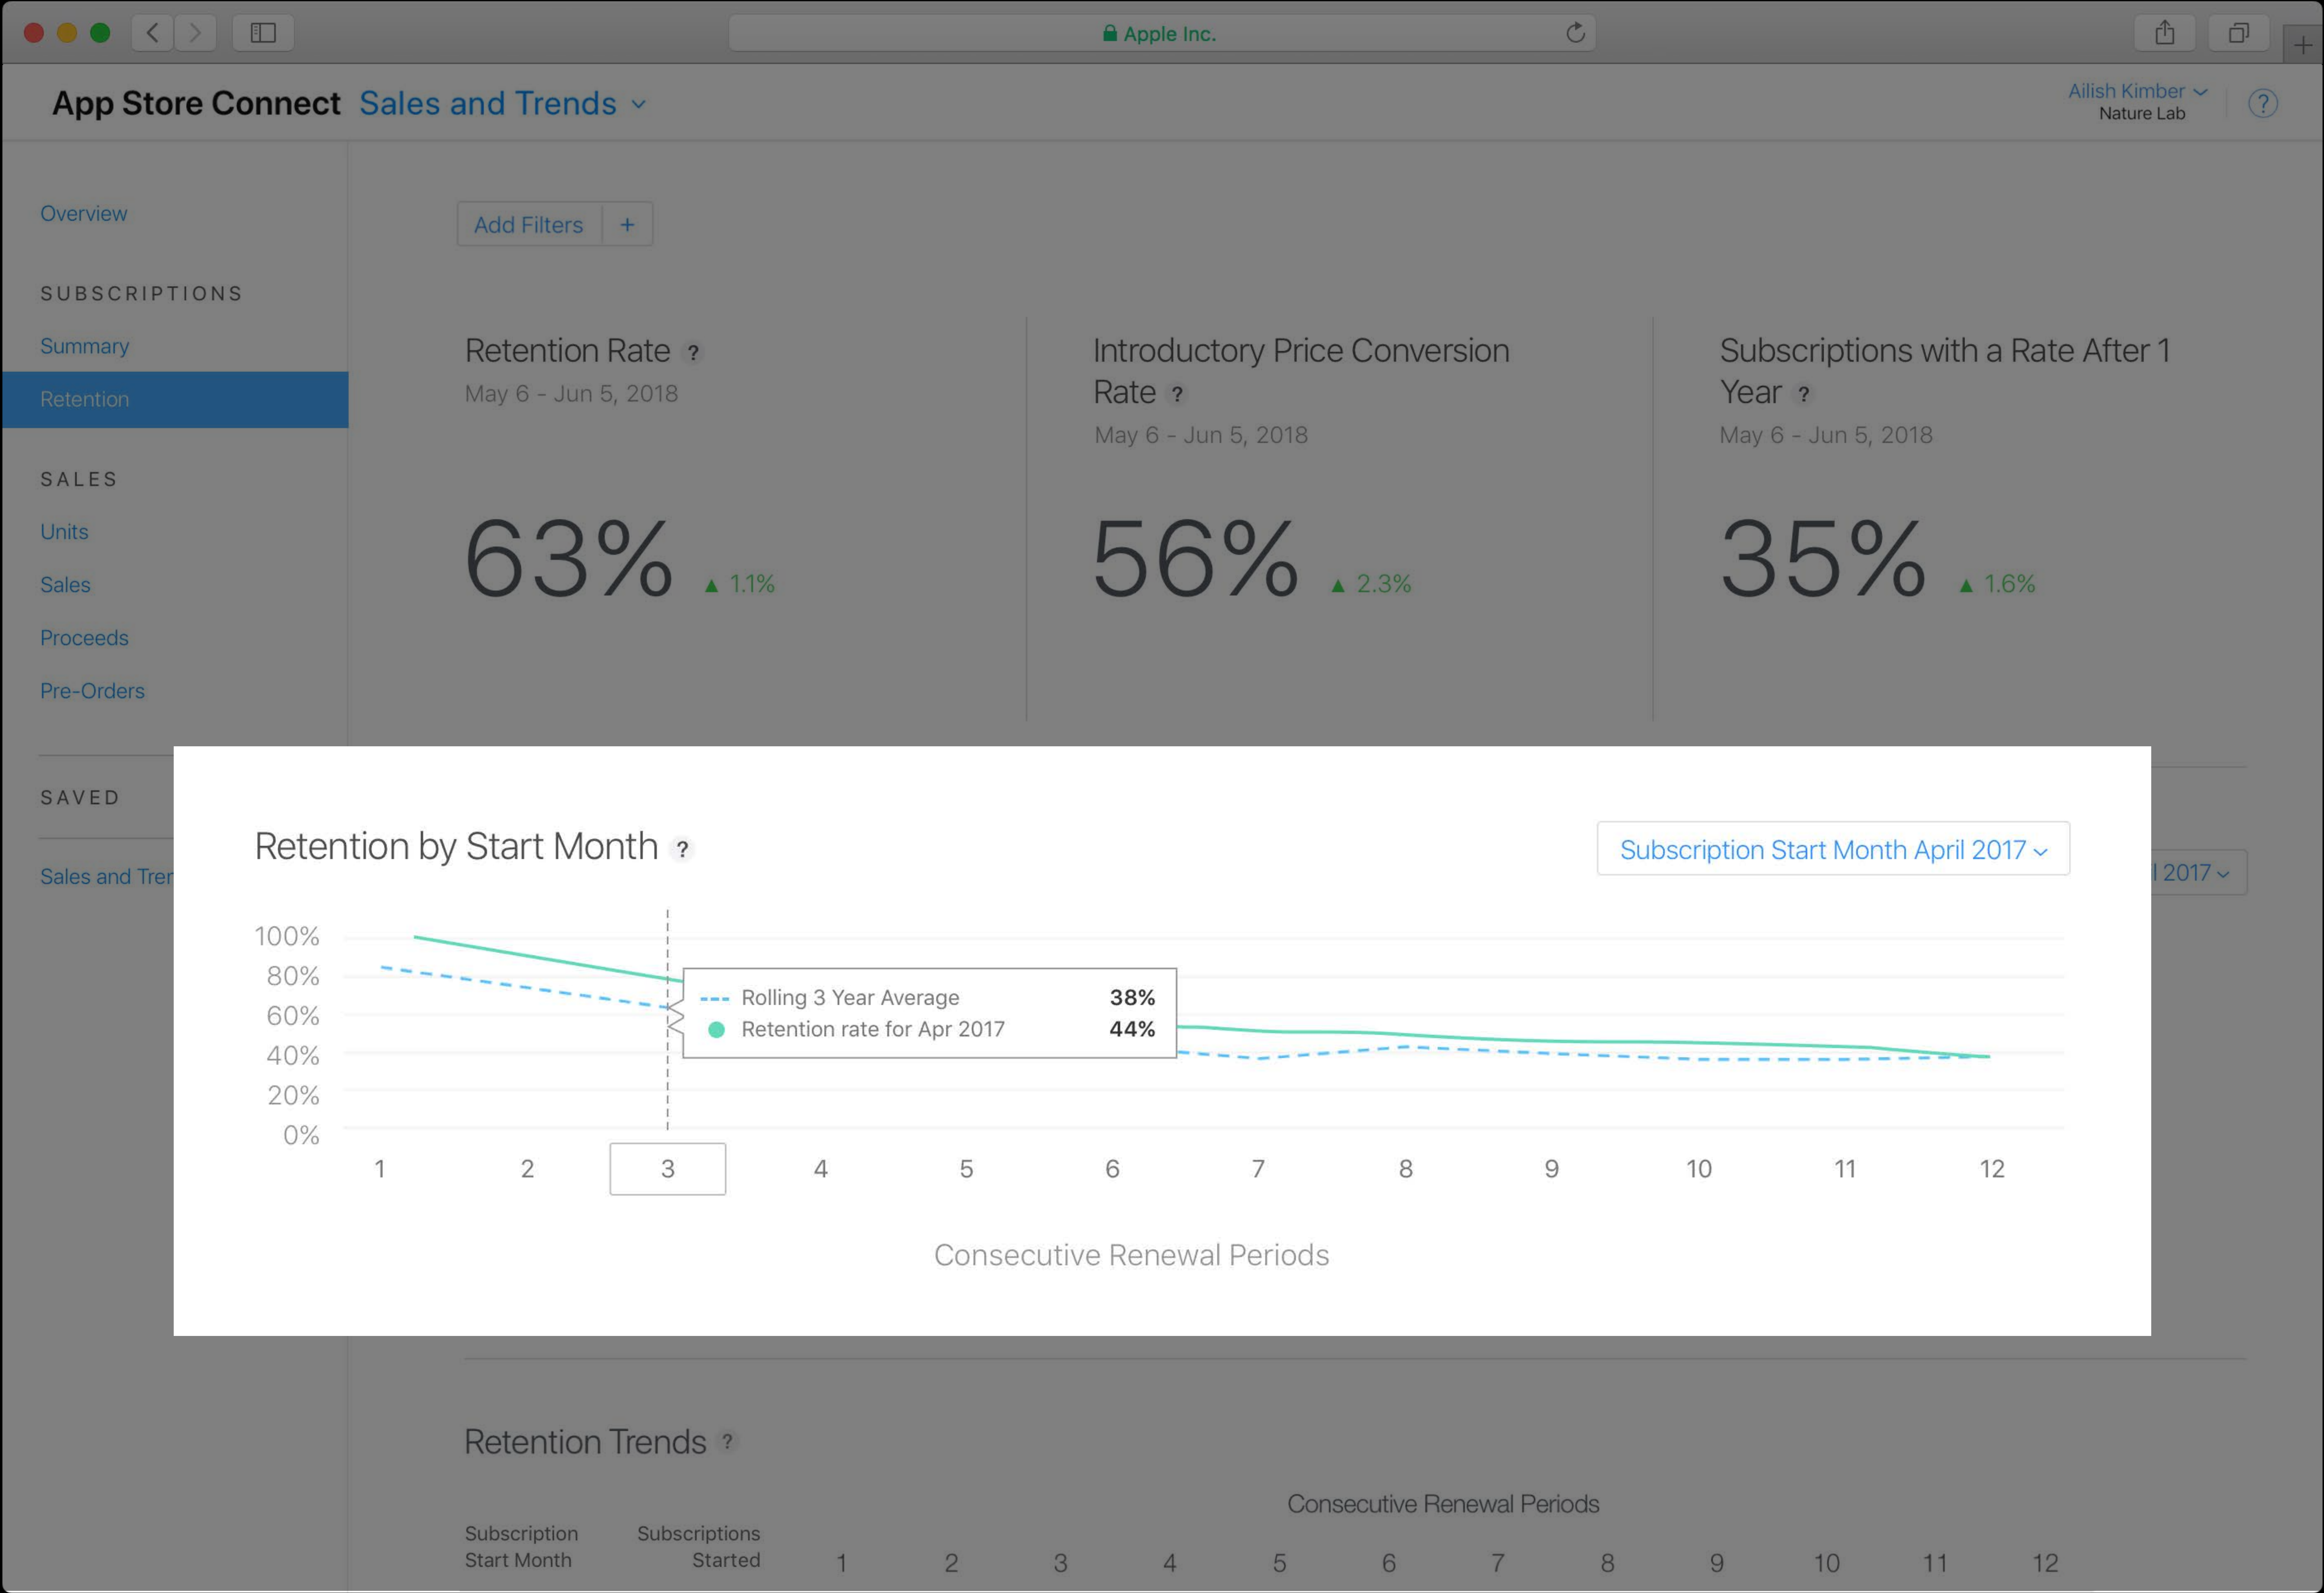 Apple Inc.
App Store Connect Sales and Trends
Ailish Kimber
Nature Lab
?
Overview
SUBSCRIPTIONS
Summary
Retention
SALES
Units
Sales
Proceeds
Pre-Orders
SAVED
Sales and Tre
Add Filters +
Retention Rate ?
May 6 - Jun 5, 2018
63% ▲ 1.1%
Introductory Price Conversion
Rate ?
May 6 - Jun 5, 2018
56% ▲ 2.3%
Subscriptions with a Rate After 1
Year ?
May 6 - Jun 5, 2018
35% ▲ 1.6%
Retention by Start Month ?
Subscription Start Month April 2017
l 2017
100%
80%
60%
40%
20%
0%
Rolling 3 Year Average 38%
Retention rate for Apr 2017 44%
1 2 3 4 5 6 7 8 9 10 11 12
Consecutive Renewal Periods
Retention Trends ?
Consecutive Renewal Periods
Subscription
Start Month
Subscriptions
Started
1 2 3 4 5 6 7 8 9 10 11 12